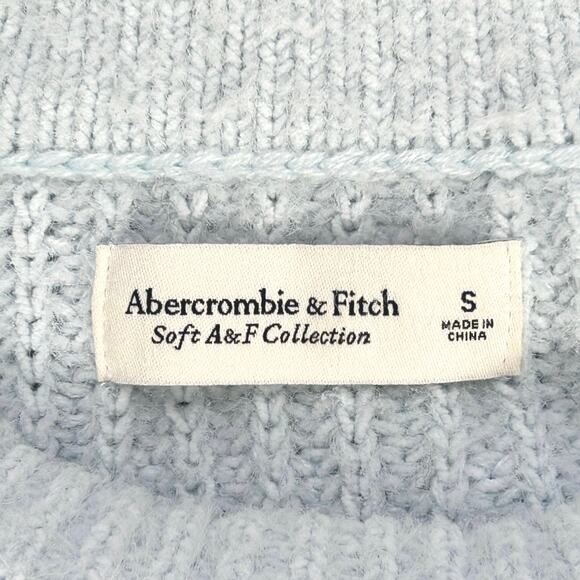 Abercrombie & Fitch
Soft A&F Collection
S
MADE IN
CHINA